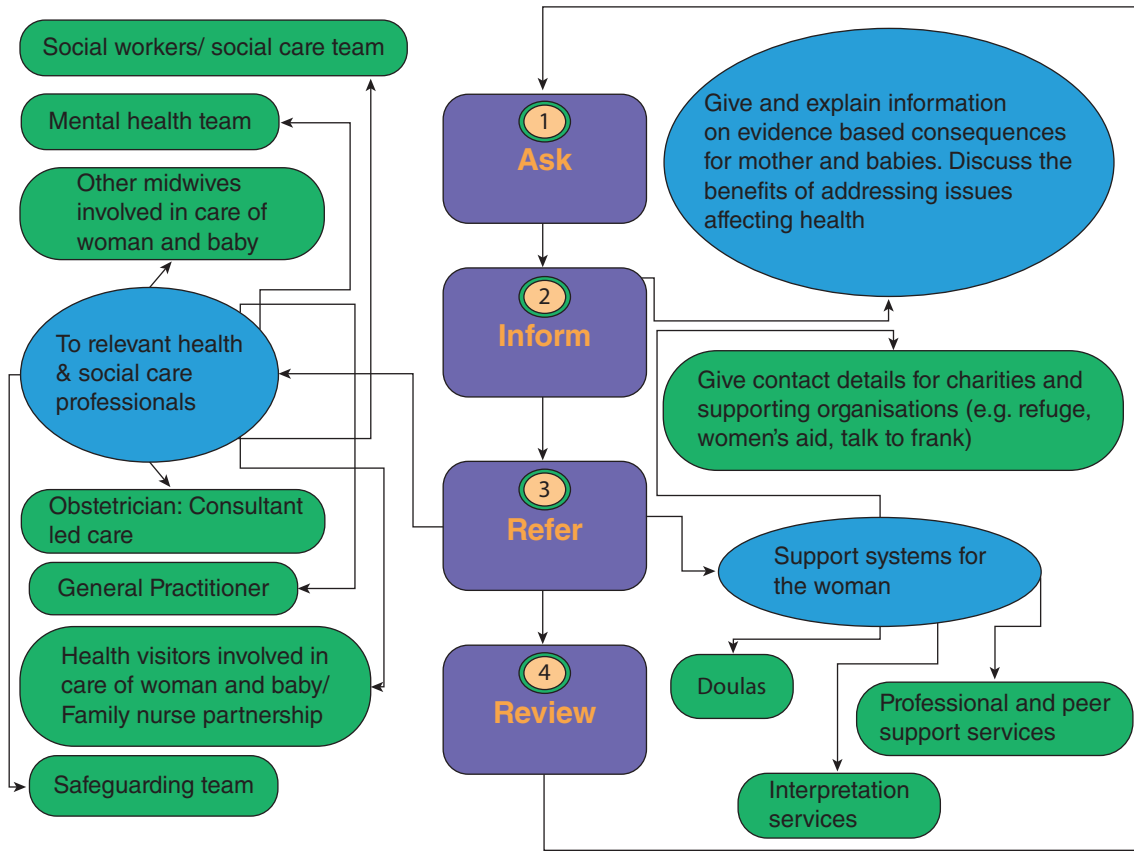 Social workers/ social care team
Mental health team
Other midwives
involved in care of
woman and baby
To relevant health
& social care
professionals
Obstetrician: Consultant
led care
General Practitioner
Health visitors involved in
care of woman and baby/
Family nurse partnership
Safeguarding team
1
Ask
2
Inform
3
Refer
4
Review
Give and explain information
on evidence based consequences
for mother and babies. Discuss the
benefits of addressing issues
affecting health
Give contact details for charities and
supporting organisations (e.g. refuge,
women's aid, talk to frank)
Support systems for
the woman
Doulas
Professional and peer
support services
Interpretation
services